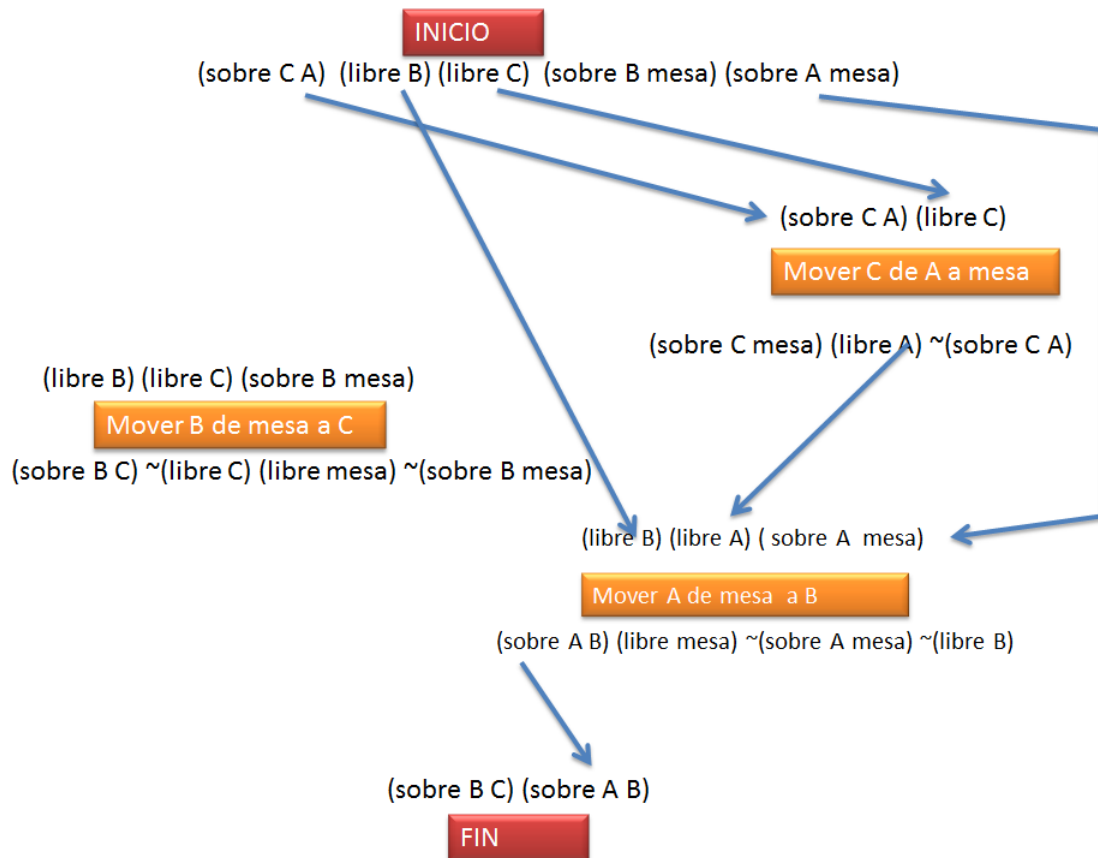 INICIO
(sobre C A) (libre B) (libre C) (sobre B mesa) (sobre A mesa)
(sobre C A) (libre C)
Mover C de A a mesa
(sobre C mesa) (libre A) ~(sobre C A)
(libre B) (libre C) (sobre B mesa)
Mover B de mesa a C
(sobre B C) ~(libre C) (libre mesa) ~(sobre B mesa)
(libre B) (libre A) ( sobre A mesa)
Mover A de mesa a B
(sobre A B) (libre mesa) ~(sobre A mesa) ~(libre B)
(sobre B C) (sobre A B)
FIN